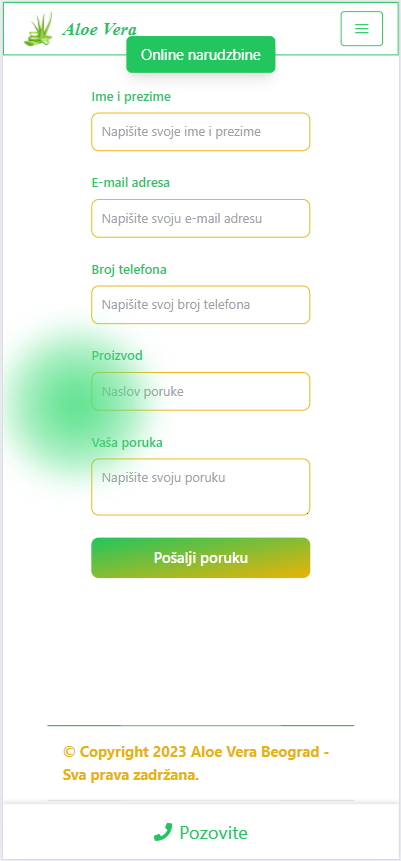 Aloe Vera
Online narudzbine
Ime i prezime
Napišite svoje ime i prezime
E-mail adresa
Napišite svoju e-mail adresu
Broj telefona
Napišite svoj broj telefona
Proizvod
Naslov poruke
Vaša poruka
Napišite svoju poruku
Pošalji poruku
© Copyright 2023 Aloe Vera Beograd -
Sva prava zadržana.
Pozovite